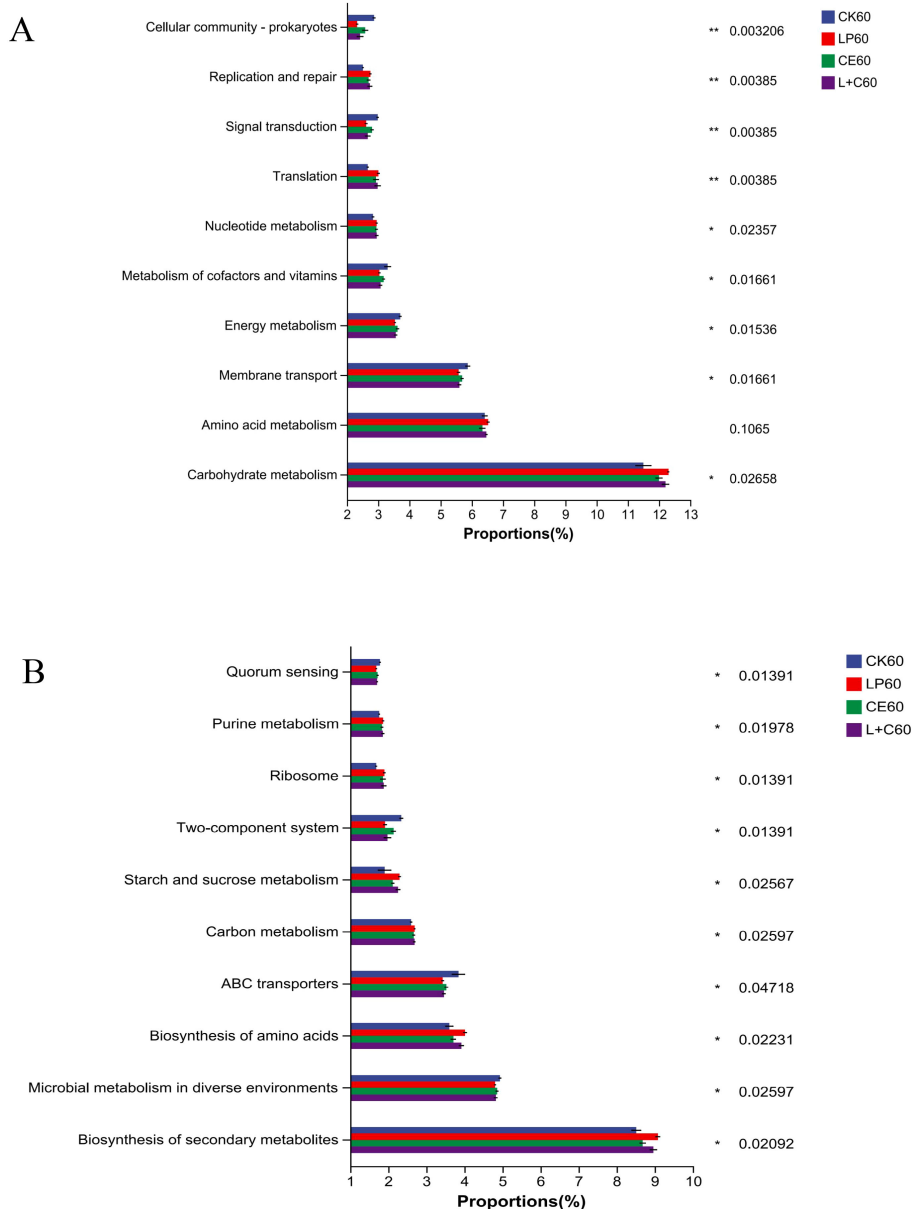 A
Cellular community - prokaryotes ** 0.003206
Replication and repair ** 0.00385
Signal transduction ** 0.00385
Translation ** 0.00385
Nucleotide metabolism * 0.02357
Metabolism of cofactors and vitamins * 0.01661
Energy metabolism * 0.01536
Membrane transport * 0.01661
Amino acid metabolism 0.1065
Carbohydrate metabolism * 0.02658
2 3 4 5 6 7 8 9 10 11 12 13
Proportions(%)
CK60
LP60
CE60
L+C60
B
Quorum sensing * 0.01391
Purine metabolism * 0.01978
Ribosome * 0.01391
Two-component system * 0.01391
Starch and sucrose metabolism * 0.02567
Carbon metabolism * 0.02597
ABC transporters * 0.04718
Biosynthesis of amino acids * 0.02231
Microbial metabolism in diverse environments * 0.02597
Biosynthesis of secondary metabolites * 0.02092
1 2 3 4 5 6 7 8 9 10
Proportions(%)
CK60
LP60
CE60
L+C60